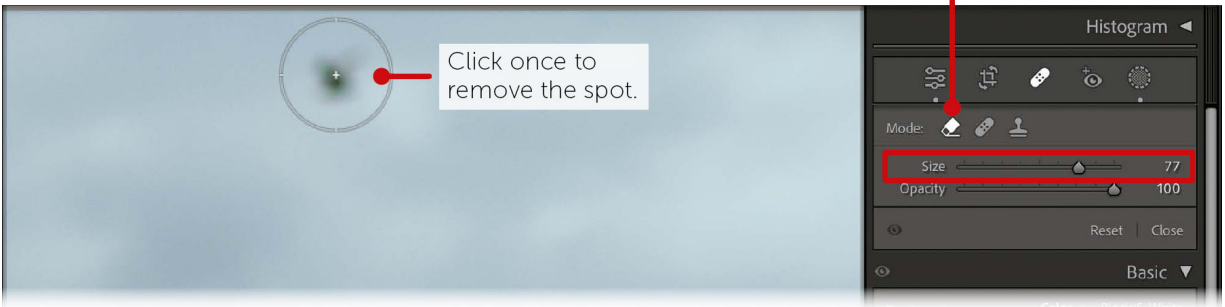 Histogram
Click once to
remove the spot.
Mode:
Size 77
Opacity 100
Reset | Close
Basic